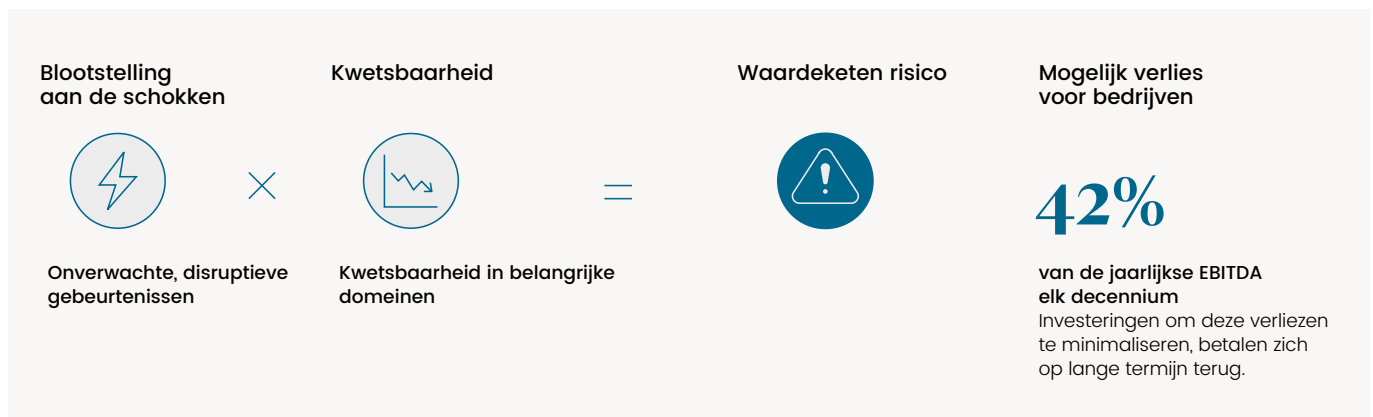 Blootstelling
aan de schokken
Kwetsbaarheid
Waardeketen risico
Mogelijk verlies
voor bedrijven
×
=
42%
Onverwachte, disruptieve
gebeurtenissen
Kwetsbaarheid in belangrijke
domeinen
van de jaarlijkse EBITDA
elk decennium
Investeringen om deze verliezen
te minimaliseren, betalen zich
op lange termijn terug.